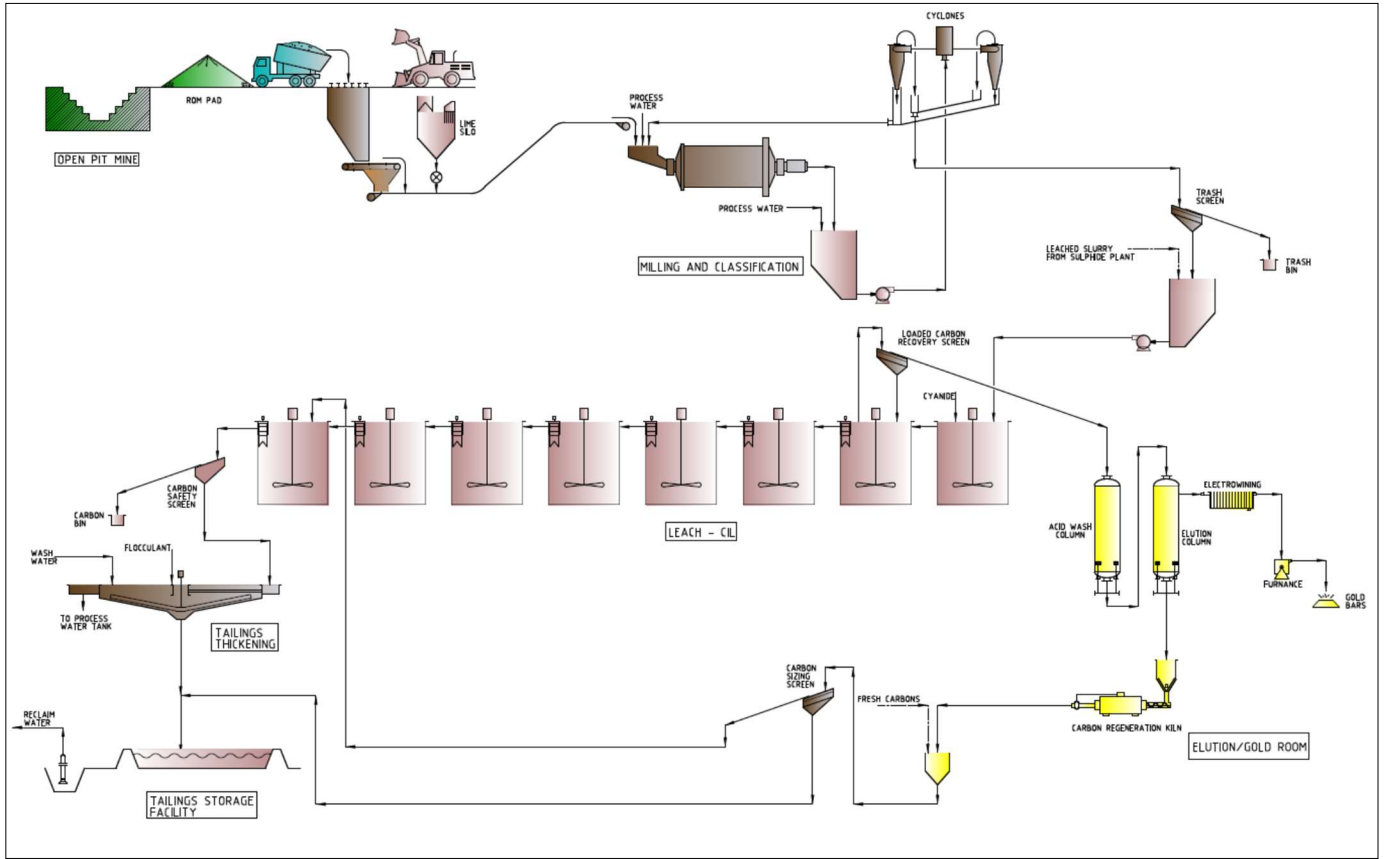 CYCLONES
ROM PAD
LIME
SILO
PROCESS
WATER
OPEN PIT MINE
PROCESS WATER
TRASH
SCREEN
MILLING AND CLASSIFICATION
LEACHED SLURRY
FROM SULPHIDE PLANT
TRASH
BIN
LOADED CARBON
RECOVERY SCREEN
CYANIDE
CARBON
SAFETY
SCREEN
CARBON
BIN
LEACH - CIL
ACID WASH
COLUMN
ELUTION
COLUMN
ELECTROWINING
WASH
WATER
FLOCCULANT
FURNANCE
GOLD
BARS
TO PROCESS
WATER TANK
TAILINGS
THICKENING
CARBON
SIZING
SCREEN
FRESH CARBONS
RECLAIM
WATER
CARBON REGENERATION KILN
ELUTION/GOLD ROOM
TAILINGS STORAGE
FACILITY